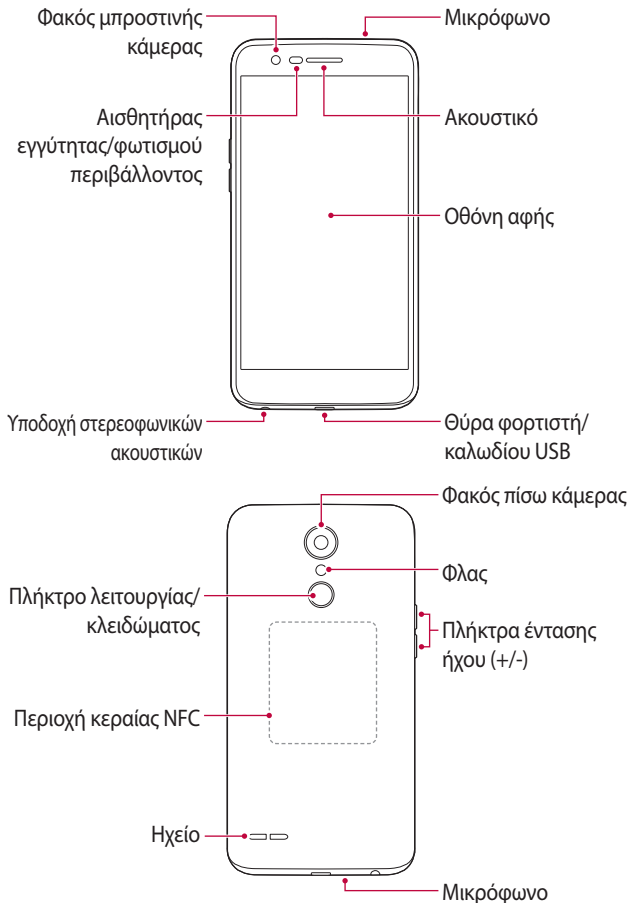 Φακός μπροστινής
κάμερας
Μικρόφωνο
Αισθητήρας
εγγύτητας/φωτισμού
περιβάλλοντος
Ακουστικό
Οθόνη αφής
Υποδοχή στερεοφωνικών
ακουστικών
Θύρα φορτιστή/
καλωδίου USB
Φακός πίσω κάμερας
Φλας
Πλήκτρο λειτουργίας/
κλειδώματος
Πλήκτρα έντασης
ήχου (+/-)
Περιοχή κεραίας NFC
Ηχείο
Μικρόφωνο